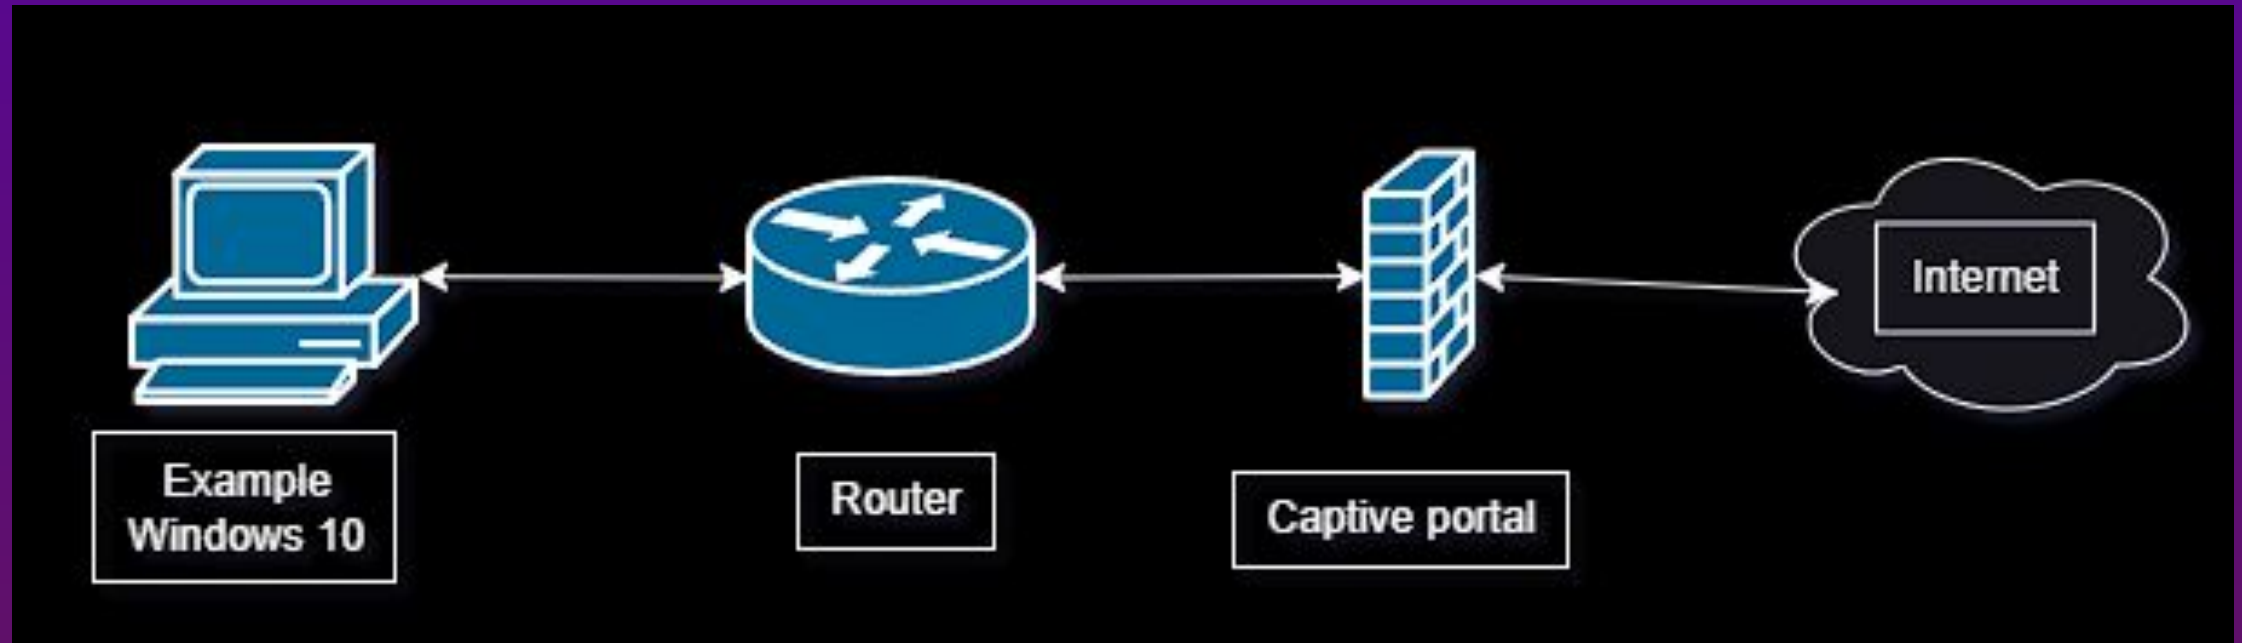 Example
Windows 10
Router
Captive portal
Internet